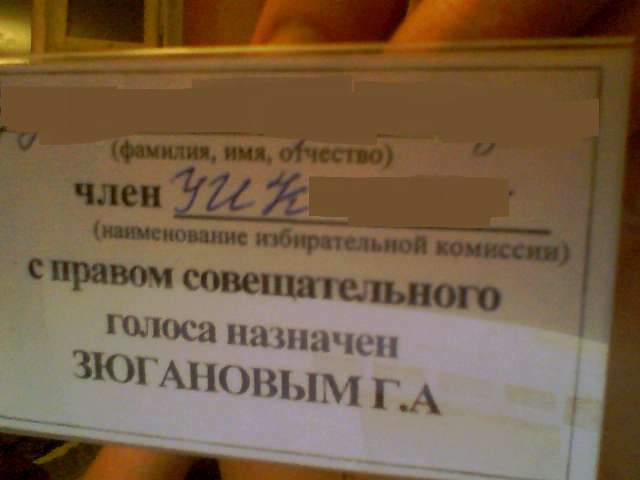 (фамилия, имя, отчество)
член УИК
(наименование избирательной комиссии)
с правом совещательного
голоса назначен
ЗЮГАНОВЫМ Г.А